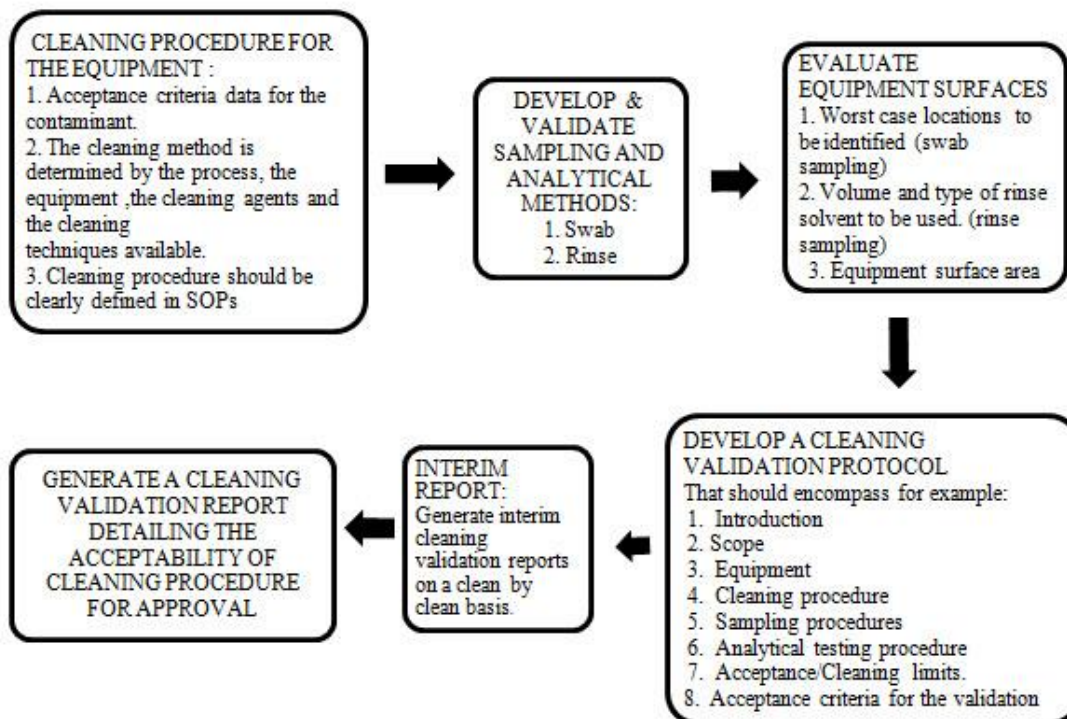 CLEANING PROCEDURE FOR
THE EQUIPMENT :
1. Acceptance criteria data for the
contaminant.
2. The cleaning method is
determined by the process, the
equipment ,the cleaning agents and
the cleaning
techniques available.
3. Cleaning procedure should be
clearly defined in SOPs
DEVELOP &
VALIDATE
SAMPLING AND
ANALYTICAL
METHODS:
1. Swab
2. Rinse
EVALUATE
EQUIPMENT SURFACES
1. Worst case locations to
be identified (swab
sampling)
2. Volume and type of rinse
solvent to be used. (rinse
sampling)
3. Equipment surface area
DEVELOP A CLEANING
VALIDATION PROTOCOL
That should encompass for example:
1. Introduction
2. Scope
3. Equipment
4. Cleaning procedure
5. Sampling procedures
6. Analytical testing procedure
7. Acceptance/Cleaning limits.
8. Acceptance criteria for the validation
INTERIM
REPORT:
Generate interim
cleaning
validation reports
on a clean by
clean basis.
GENERATE A CLEANING
VALIDATION REPORT
DETAILING THE
ACCEPTABILITY OF
CLEANING PROCEDURE
FOR APPROVAL